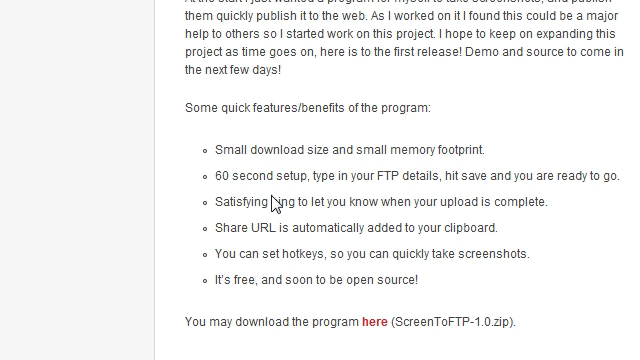 them quickly publish it to the web. As I worked on it I found this could be a major
help to others so I started work on this project. I hope to keep on expanding this
project as time goes on, here is to the first release! Demo and source to come in
the next few days!
Some quick features/benefits of the program:
Small download size and small memory footprint.
60 second setup, type in your FTP details, hit save and you are ready to go.
Satisfying to let you know when your upload is complete.
Share URL is automatically added to your clipboard.
You can set hotkeys, so you can quickly take screenshots.
It's free, and soon to be open source!
You may download the program here (ScreenToFTP-1.0.zip).